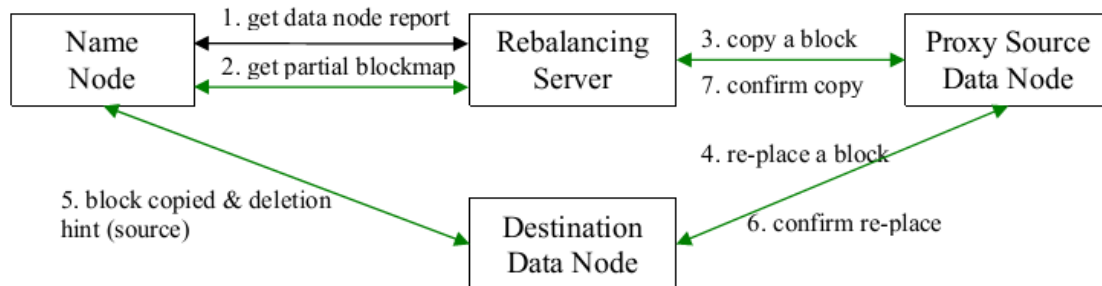 1. get data node report
Name
Node
2. get partial blockmap
Rebalancing
Server
3. copy a block
7. confirm copy
Proxy Source
Data Node
4. re-place a block
5. block copied & deletion
hint (source)
Destination
Data Node
6. confirm re-place